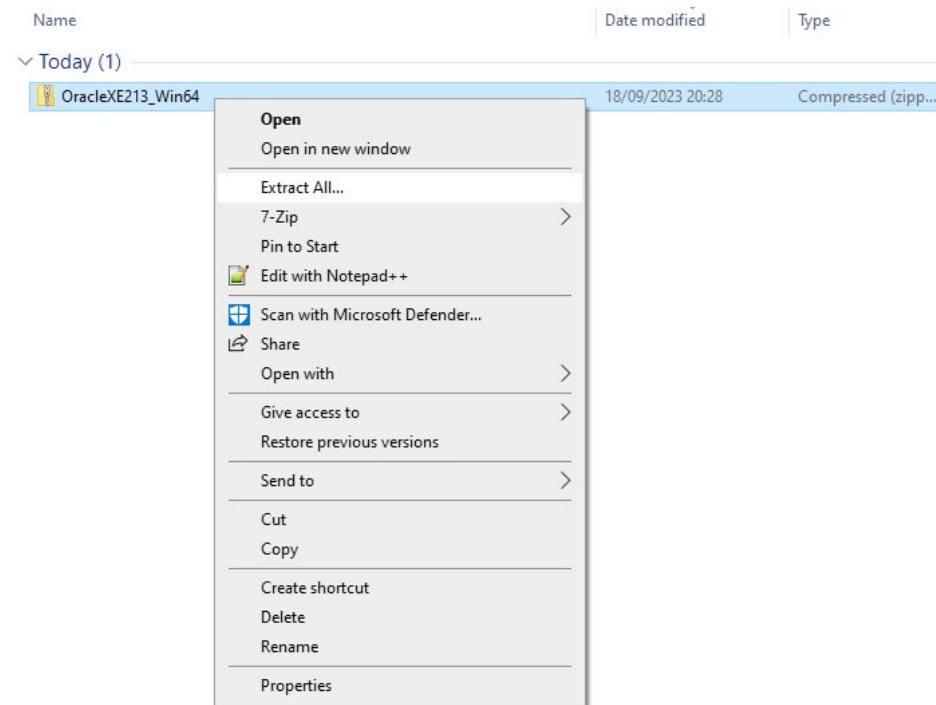 Name Date modified Type
Today (1)
OracleXE213_Win64 18/09/2023 20:28 Compressed (zipp...
Open
Open in new window
Extract All...
7-Zip
Pin to Start
Edit with Notepad++
Scan with Microsoft Defender...
Share
Open with
Give access to
Restore previous versions
Send to
Cut
Copy
Create shortcut
Delete
Rename
Properties